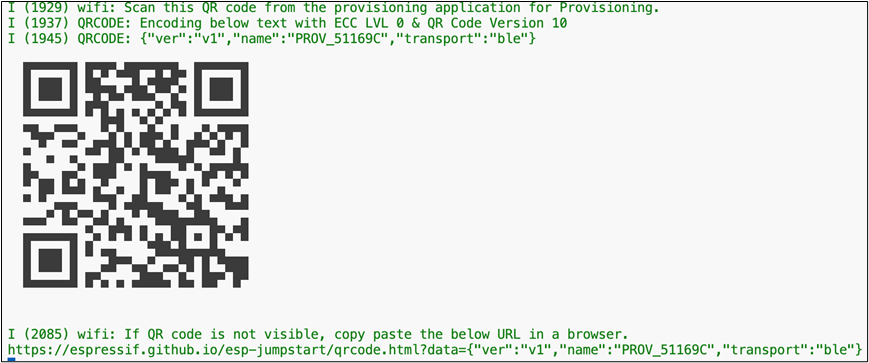 I (1929) wifi: Scan this QR code from the provisioning application for Provisioning.
I (1937) QRCODE: Encoding below text with ECC LVL 0 & QR Code Version 10
I (1945) QRCODE: {"ver":"v1","name":"PROV_51169C","transport":"ble"}
I (2085) wifi: If QR code is not visible, copy paste the below URL in a browser.
https://espressif.github.io/esp-jumpstart/qrcode.html?data={"ver":"v1","name":"PROV_51169C","transport":"ble"}